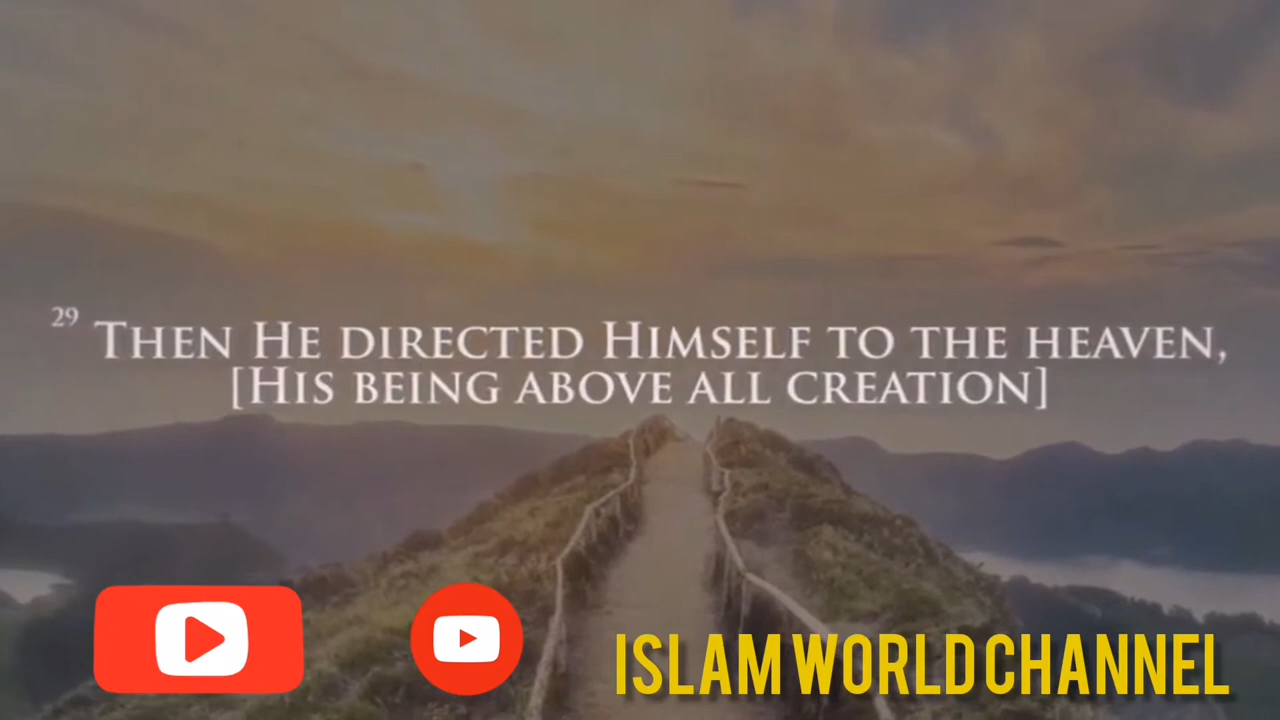 29 Then He directed Himself to the heaven,
[His being above all creation]
ISLAM WORLD CHANNEL